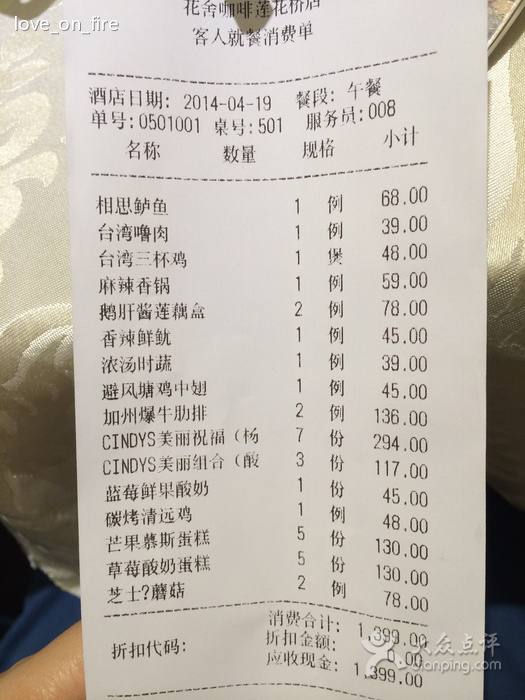 love_on_fire
花舍咖啡莲花桥店
客人就餐消费单
酒店日期: 2014-04-19 餐段: 午餐
单号:0501001 桌号:501 服务员:008
名称 数量 规格 小计
相思鲈鱼 1 例 68.00
台湾噜肉 1 例 39.00
台湾三杯鸡 1 煲 48.00
麻辣香锅 1 例 59.00
鹅肝酱莲藕盒 2 例 78.00
香辣鲜鱿 1 例 45.00
浓汤时蔬 1 例 39.00
避风塘鸡中翅 1 例 45.00
加州爆牛肋排 2 例 136.00
CINDYS美丽祝福（杨 7 份 294.00
CINDYS美丽组合（酸 3 份 117.00
蓝莓鲜果酸奶 1 份 45.00
碳烤清远鸡 1 例 48.00
芒果慕斯蛋糕 5 份 130.00
草莓酸奶蛋糕 5 份 130.00
芝士?蘑菇 2 例 78.00
消费合计: 1,399.00
折扣代码: 折扣金额: .00
应收现金: 1,399.00
大众点评
dianping.com